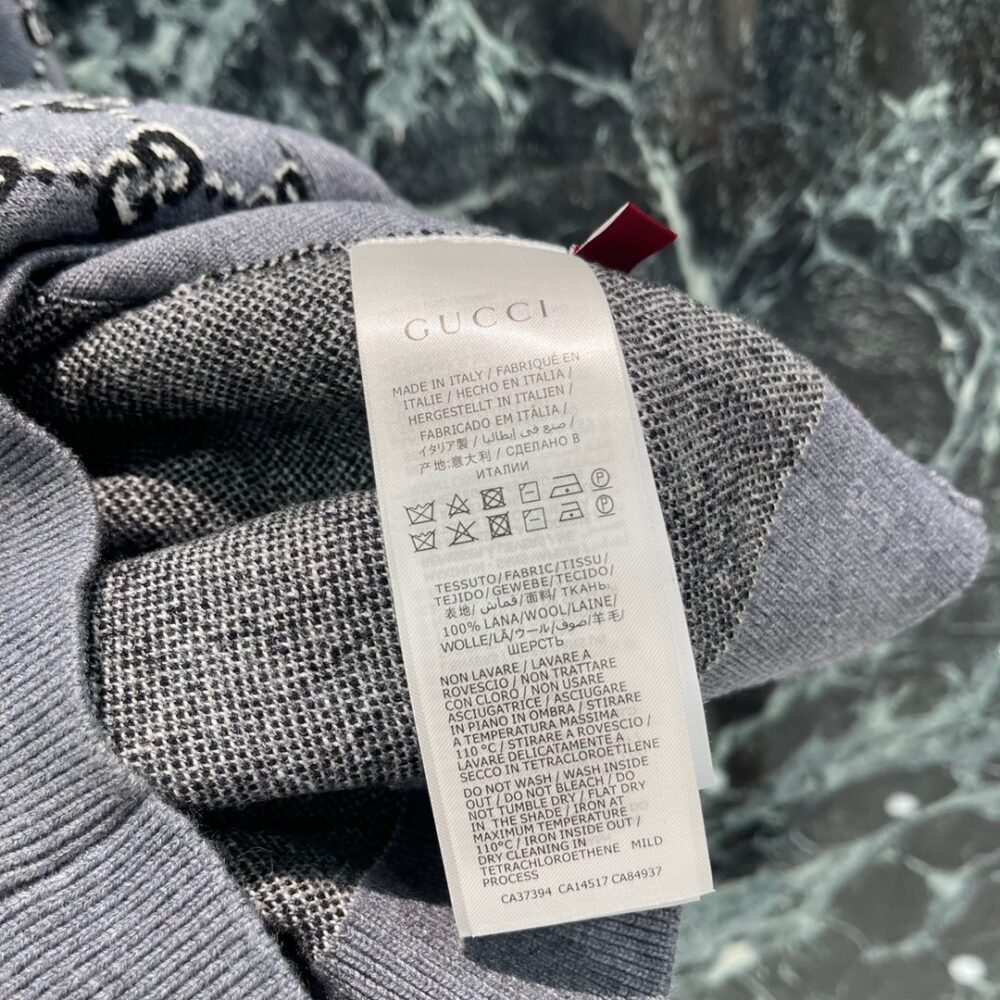 GUCCI
MADE IN ITALY / FABRIQUÉ EN
ITALIE / HECHO EN ITALIA /
HERGESTELLT IN ITALIEN /
FABRICADO EM ITÁLIA /
イタリア製 / صنع في إيطاليا /
产地:意大利 / СДЕЛАНО В
ИТАЛИИ
TESSUTO/FABRIC/TISSU/
TEJIDO/GEWEBE/TECIDO/
表地/ قماش/面料/ ТКАНЬ:
100% LANA/WOOL/LAINE/
WOLLE/LÃ/ウール/صوف/羊毛/
ШЕРСТЬ
NON LAVARE / LAVARE A
ROVESCIO / NON TRATTARE
CON CLORO / NON USARE
ASCIUGATRICE / ASCIUGARE
IN PIANO IN OMBRA / STIRARE
A TEMPERATURA MASSIMA
110 °C / STIRARE A ROVESCIO /
LAVARE DELICATAMENTE A
SECCO IN TETRACLOROETILENE
DO NOT WASH / WASH INSIDE
OUT / DO NOT BLEACH / DO
NOT TUMBLE DRY / FLAT DRY
IN THE SHADE / IRON AT
MAXIMUM TEMPERATURE
110°C / IRON INSIDE OUT /
DRY CLEANING IN
TETRACHLOROETHENE MILD
PROCESS
CA37394 CA14517 CA84937